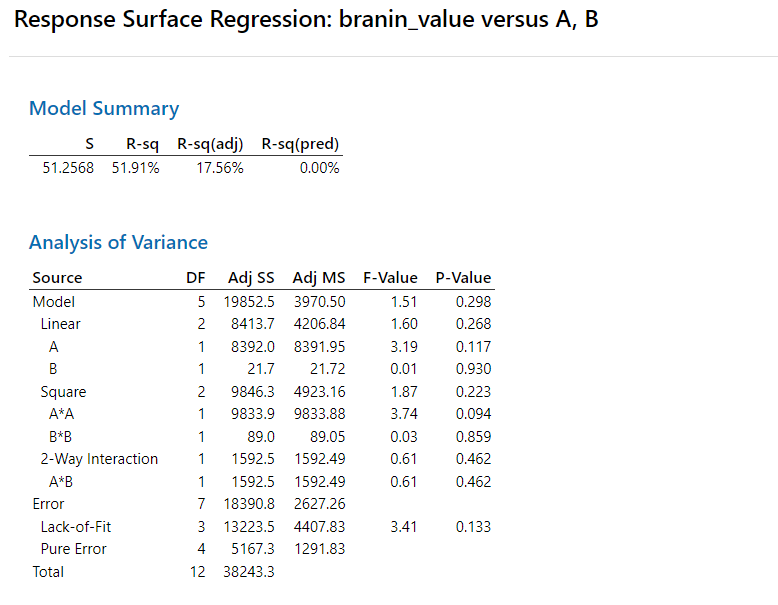 Response Surface Regression: branin_value versus A, B
Model Summary
S R-sq R-sq(adj) R-sq(pred)
51.2568 51.91% 17.56% 0.00%
Analysis of Variance
Source DF Adj SS Adj MS F-Value P-Value
Model 5 19852.5 3970.50 1.51 0.298
Linear 2 8413.7 4206.84 1.60 0.268
A 1 8392.0 8391.95 3.19 0.117
B 1 21.7 21.72 0.01 0.930
Square 2 9846.3 4923.16 1.87 0.223
A*A 1 9833.9 9833.88 3.74 0.094
B*B 1 89.0 89.05 0.03 0.859
2-Way Interaction 1 1592.5 1592.49 0.61 0.462
A*B 1 1592.5 1592.49 0.61 0.462
Error 7 18390.8 2627.26
Lack-of-Fit 3 13223.5 4407.83 3.41 0.133
Pure Error 4 5167.3 1291.83
Total 12 38243.3